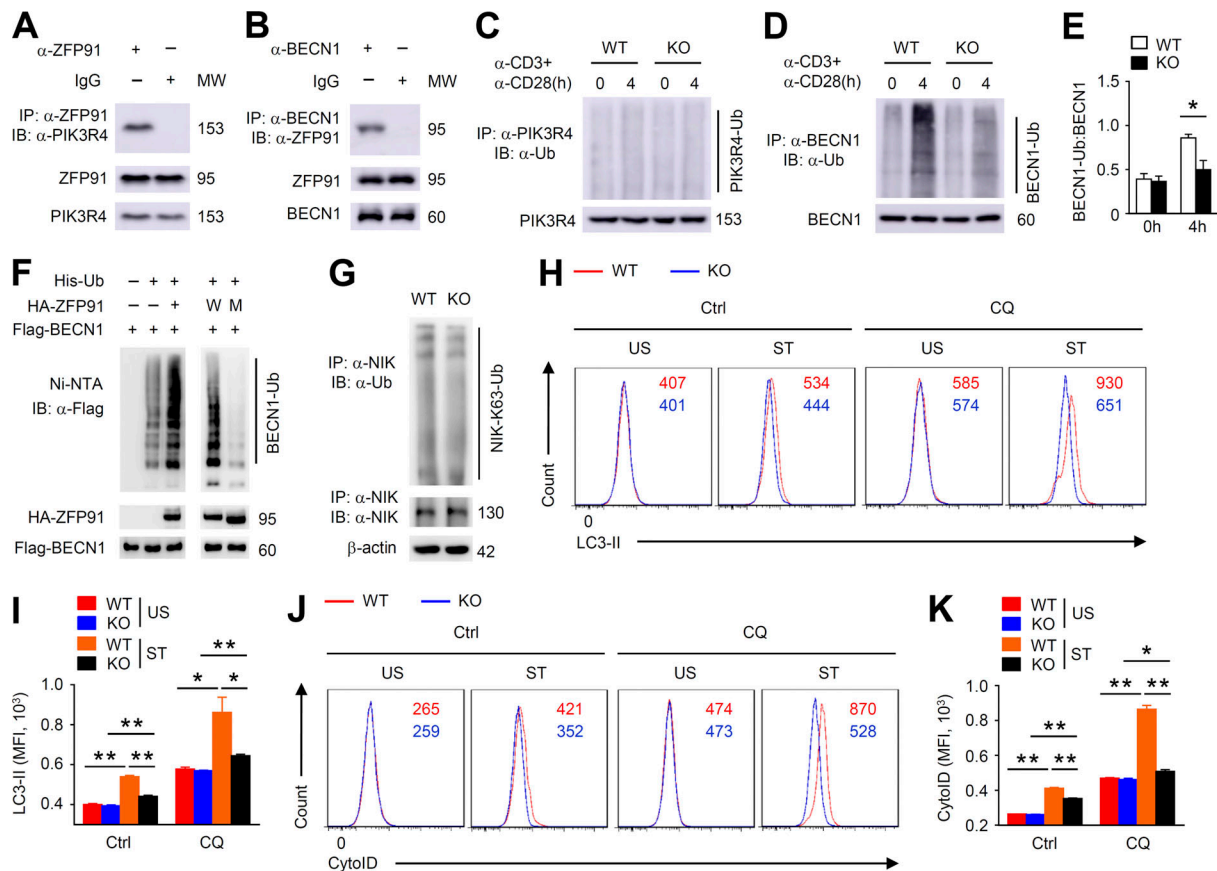 A
α-ZFP91 + −
IgG − + MW
IP: α-ZFP91
IB: α-PIK3R4
153
ZFP91 95
PIK3R4 153
B
α-BECN1 + −
IgG − + MW
IP: α-BECN1
IB: α-ZFP91
95
ZFP91 95
BECN1 60
C
WT KO
α-CD3+
α-CD28(h) 0 4 0 4
IP: α-PIK3R4
IB: α-Ub
PIK3R4-Ub
PIK3R4 153
D
WT KO
α-CD3+
α-CD28(h) 0 4 0 4
IP: α-BECN1
IB: α-Ub
BECN1-Ub
BECN1 60
E
WT
KO
BECN1-Ub:BECN1
1.0
0.5
0
*
0h 4h
F
His-Ub − + + + +
HA-ZFP91 − − + W M
Flag-BECN1 + + + + +
Ni-NTA
IB: α-Flag
BECN1-Ub
HA-ZFP91 95
Flag-BECN1 60
G
WT KO
IP: α-NIK
IB: α-Ub
NIK-K63-Ub
IP: α-NIK
IB: α-NIK
130
β-actin 42
H
WT KO
Ctrl CQ
US ST US ST
407 534 585 930
401 444 574 651
Count
0
LC3-II
I
WT
KO
US
WT
KO
ST
LC3-II (MFI, 10³)
1.0
0.8
0.6
0.4
** ** **
* * **
Ctrl CQ
J
WT KO
Ctrl CQ
US ST US ST
265 421 474 870
259 352 473 528
Count
0
CytoID
K
WT
KO
US
WT
KO
ST
CytoID (MFI, 10³)
1.0
0.8
0.6
0.4
0.2
** ** **
** ** *
Ctrl CQ